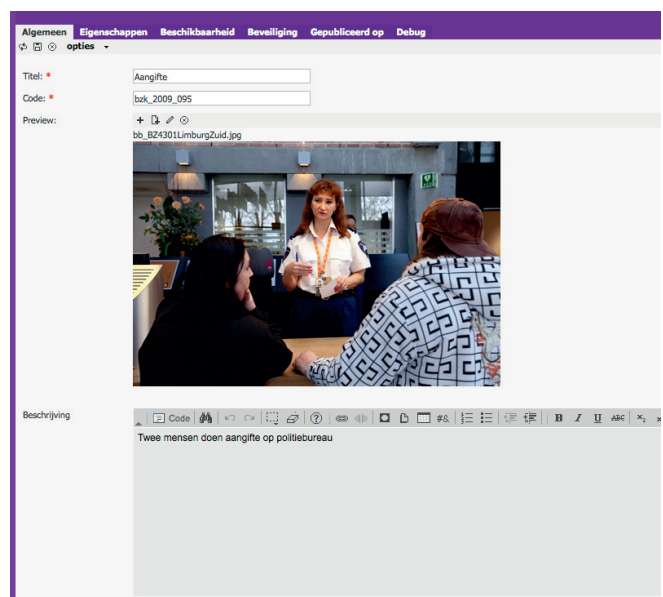 Algemeen Eigenschappen Beschikbaarheid Beveiliging Gepubliceerd op Debug
opties
Titel: * Aangifte
Code: * bzk_2009_095
Preview:
bb_BZ4301LimburgZuid.jpg
Beschrijving
Code #& B I U ABC x₂
Twee mensen doen aangifte op politiebureau